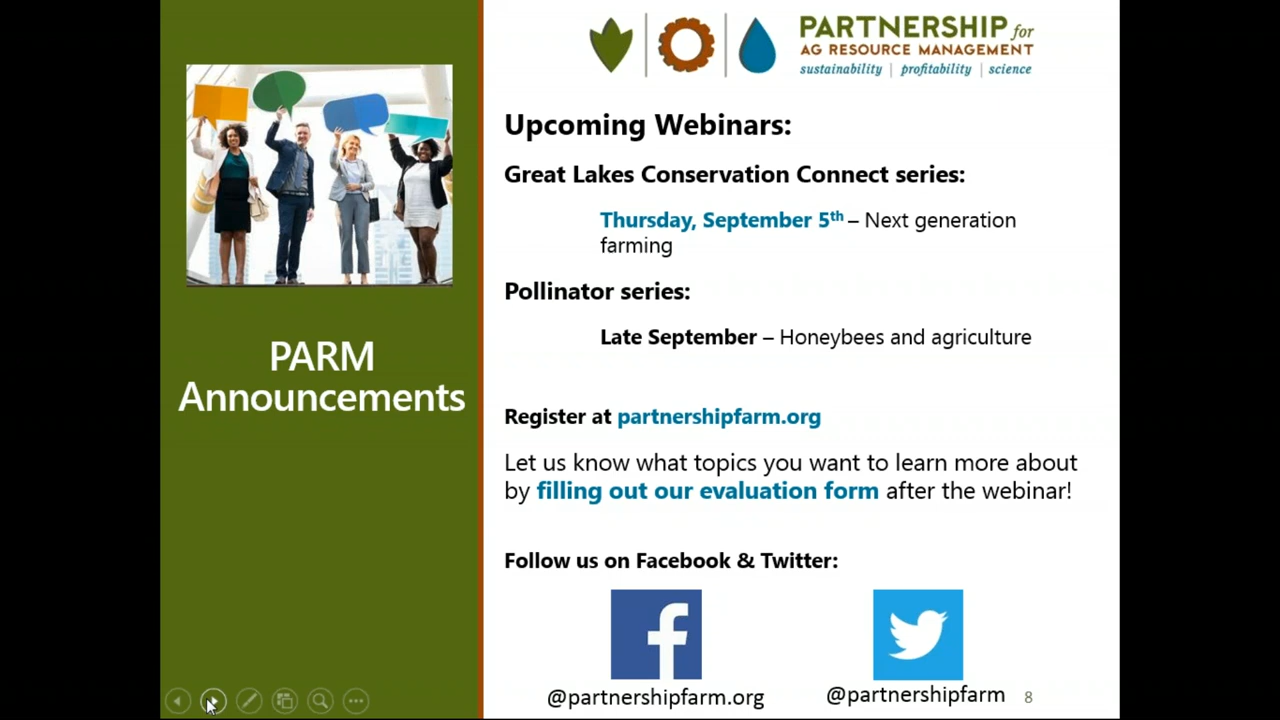 PARTNERSHIP for
AG RESOURCE MANAGEMENT
sustainability | profitability | science
PARM
Announcements
Upcoming Webinars:
Great Lakes Conservation Connect series:
Thursday, September 5th – Next generation
farming
Pollinator series:
Late September – Honeybees and agriculture
Register at partnershipfarm.org
Let us know what topics you want to learn more about
by filling out our evaluation form after the webinar!
Follow us on Facebook & Twitter:
@partnershipfarm.org
@partnershipfarm
8